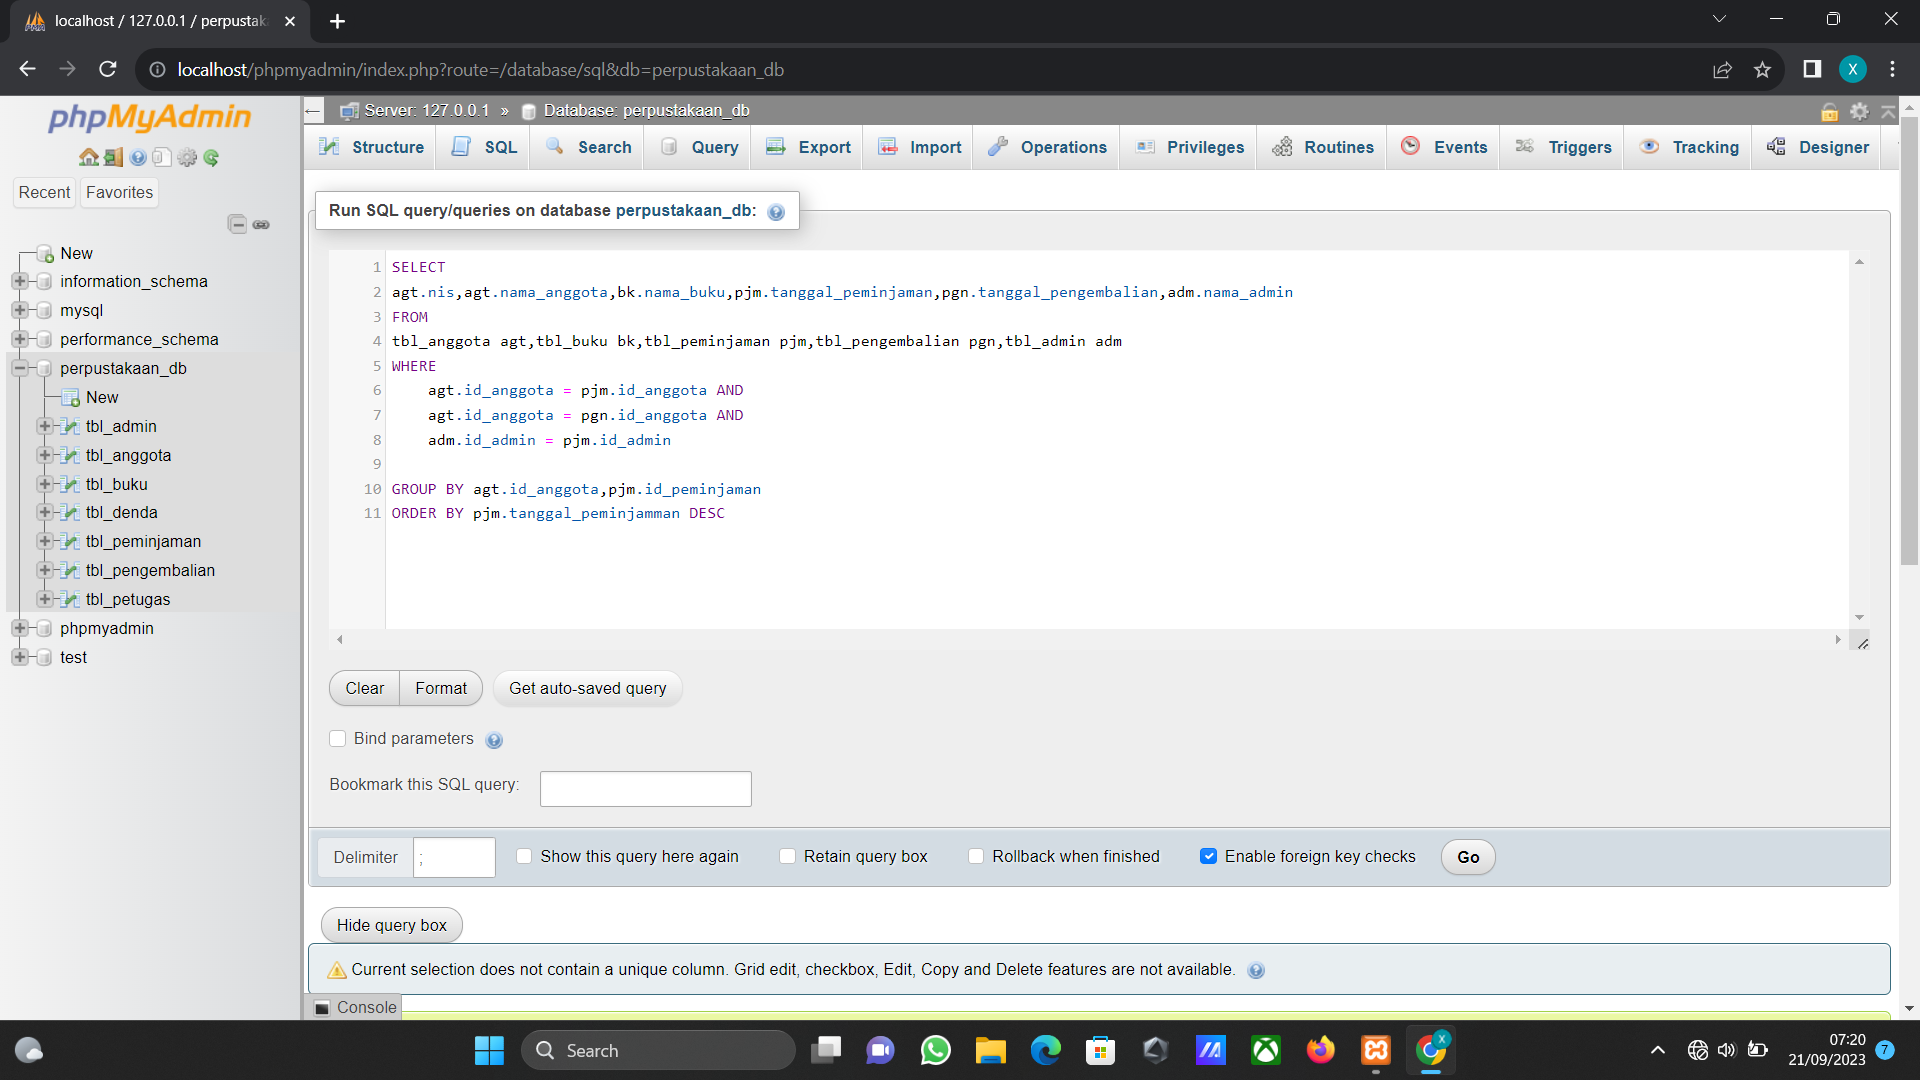 localhost / 127.0.0.1 / perpustaka
localhost/phpmyadmin/index.php?route=/database/sql&db=perpustakaan_db
X
phpMyAdmin
Recent
Favorites
New
information_schema
mysql
performance_schema
perpustakaan_db
New
tbl_admin
tbl_anggota
tbl_buku
tbl_denda
tbl_peminjaman
tbl_pengembalian
tbl_petugas
phpmyadmin
test
Server: 127.0.0.1 » Database: perpustakaan_db
Structure SQL Search Query Export Import Operations Privileges Routines Events Triggers Tracking Designer
Run SQL query/queries on database perpustakaan_db:
1 SELECT
2 agt.nis,agt.nama_anggota,bk.nama_buku,pjm.tanggal_peminjaman,pgn.tanggal_pengembalian,adm.nama_admin
3 FROM
4 tbl_anggota agt,tbl_buku bk,tbl_peminjaman pjm,tbl_pengembalian pgn,tbl_admin adm
5 WHERE
6 agt.id_anggota = pjm.id_anggota AND
7 agt.id_anggota = pgn.id_anggota AND
8 adm.id_admin = pjm.id_admin
9
10 GROUP BY agt.id_anggota,pjm.id_peminjaman
11 ORDER BY pjm.tanggal_peminjamman DESC
Clear Format Get auto-saved query
Bind parameters
Bookmark this SQL query:
Delimiter ; Show this query here again Retain query box Rollback when finished Enable foreign key checks Go
Hide query box
Current selection does not contain a unique column. Grid edit, checkbox, Edit, Copy and Delete features are not available.
Console
Search
07:20
21/09/2023
7